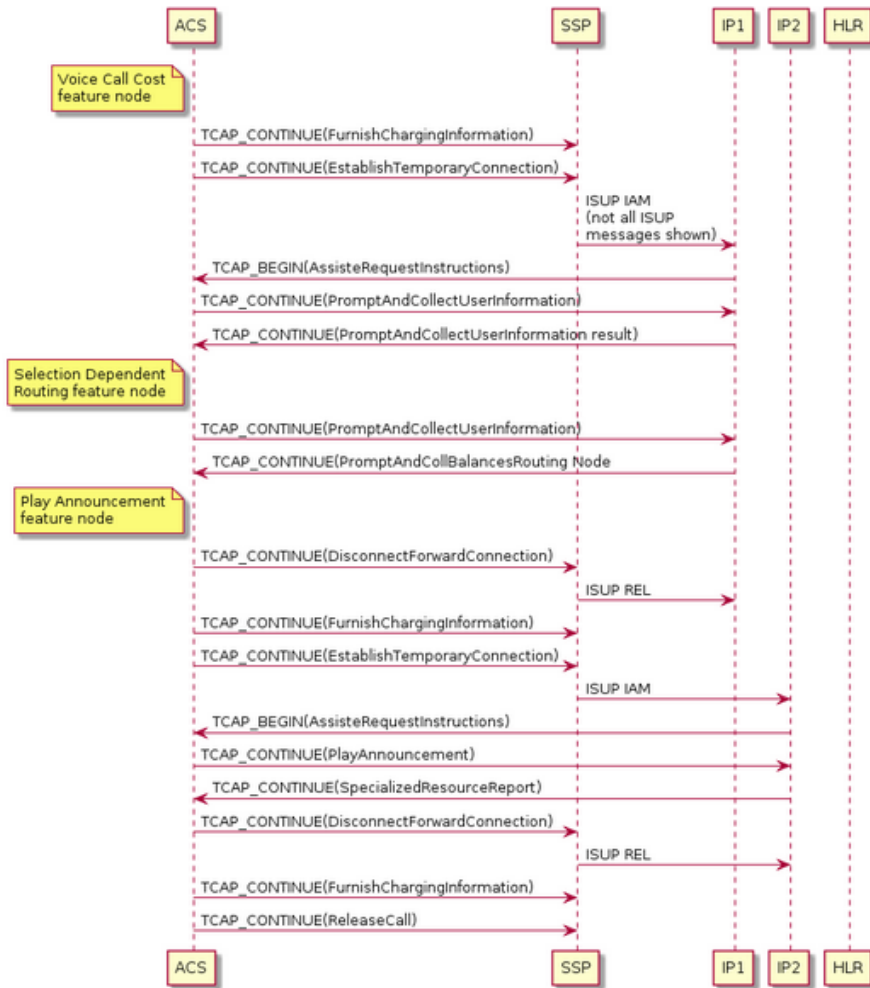 ACS SSP IP1 IP2 HLR
Voice Call Cost
feature node
TCAP_CONTINUE(FurnishChargingInformation)
TCAP_CONTINUE(EstablishTemporaryConnection)
ISUP IAM
(not all ISUP
messages shown)
TCAP_BEGIN(AssisteRequestInstructions)
TCAP_CONTINUE(PromptAndCollectUserInformation)
TCAP_CONTINUE(PromptAndCollectUserInformation result)
Selection Dependent
Routing feature node
TCAP_CONTINUE(PromptAndCollectUserInformation)
TCAP_CONTINUE(PromptAndCollBalancesRouting Node
Play Announcement
feature node
TCAP_CONTINUE(DisconnectForwardConnection)
ISUP REL
TCAP_CONTINUE(FurnishChargingInformation)
TCAP_CONTINUE(EstablishTemporaryConnection)
ISUP IAM
TCAP_BEGIN(AssisteRequestInstructions)
TCAP_CONTINUE(PlayAnnouncement)
TCAP_CONTINUE(SpecializedResourceReport)
TCAP_CONTINUE(DisconnectForwardConnection)
ISUP REL
TCAP_CONTINUE(FurnishChargingInformation)
TCAP_CONTINUE(ReleaseCall)
ACS SSP IP1 IP2 HLR